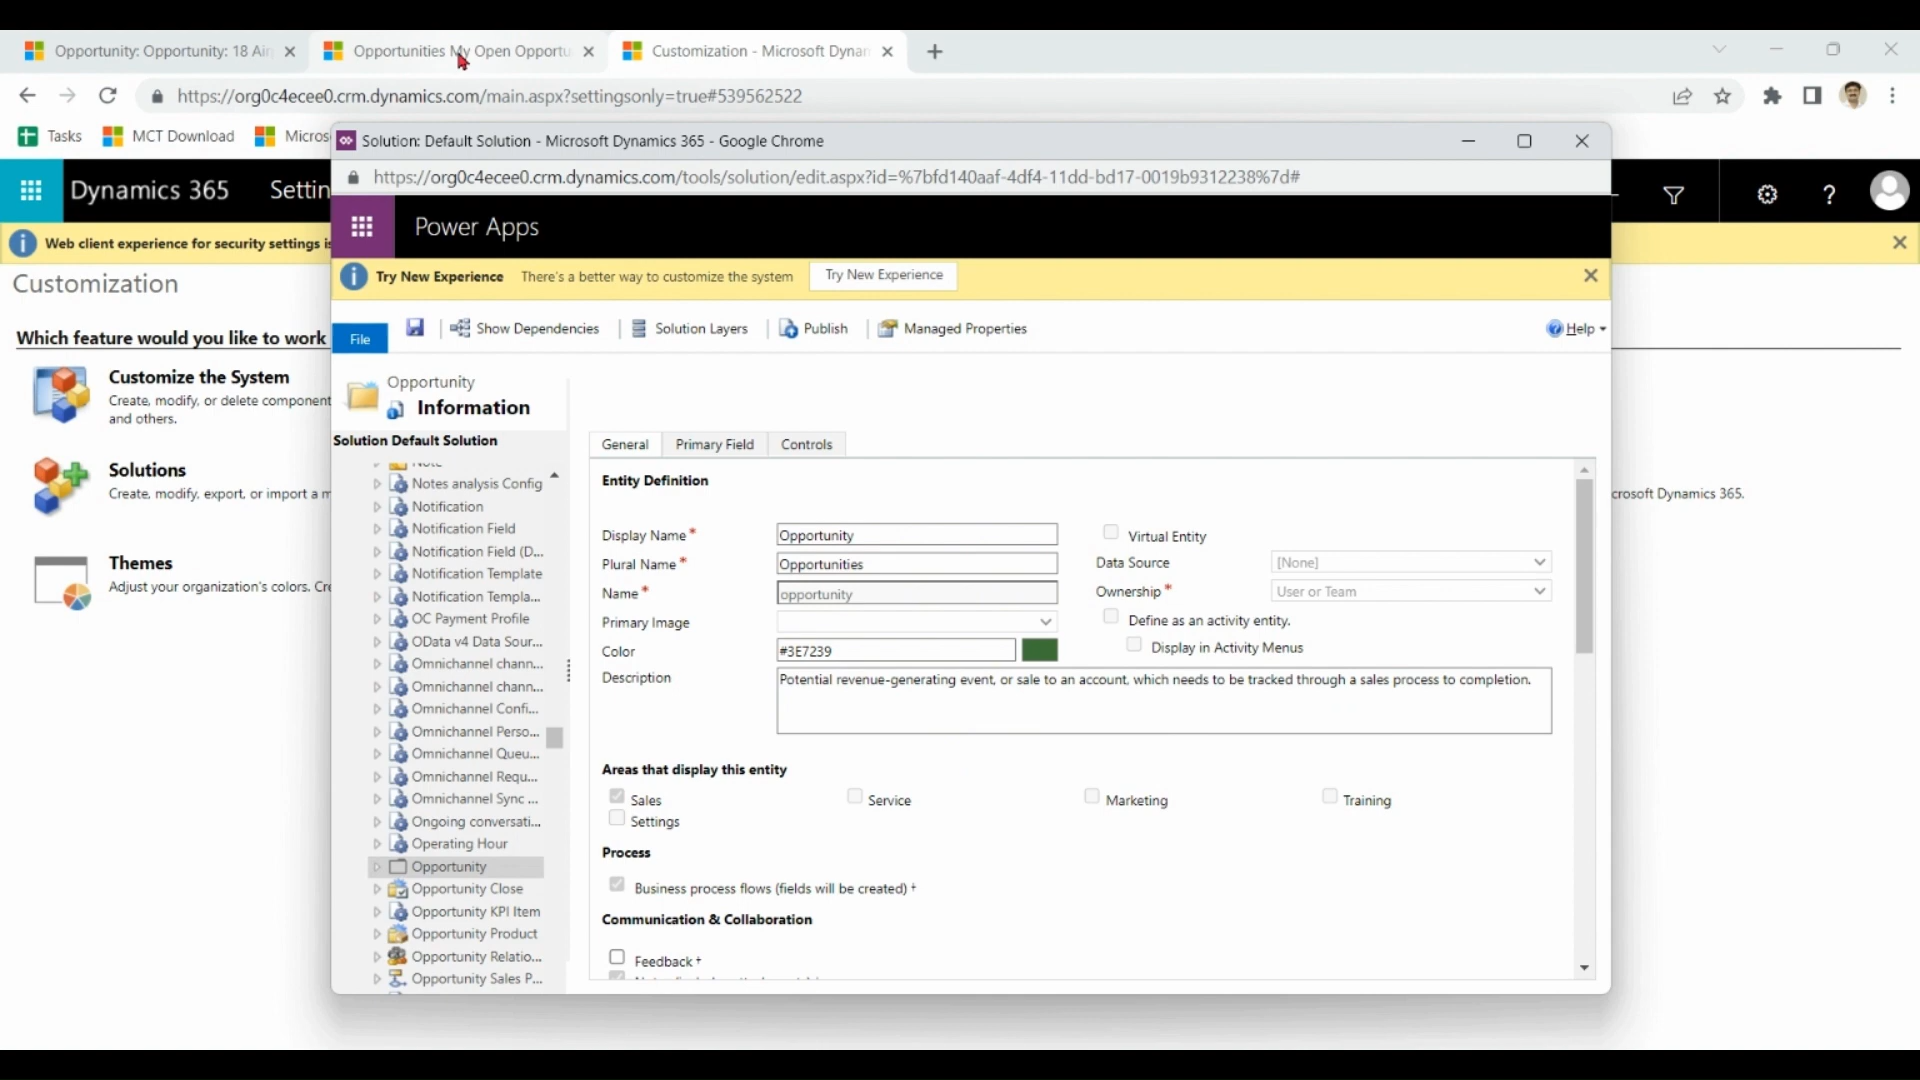 Opportunity: Opportunity: 18 Air
Opportunities My Open Opportu
Customization - Microsoft Dynan
https://org0c4ecee0.crm.dynamics.com/main.aspx?settingsonly=true#539562522
Tasks
MCT Download
Micros
Solution: Default Solution - Microsoft Dynamics 365 - Google Chrome
https://org0c4ecee0.crm.dynamics.com/tools/solution/edit.aspx?id=%7bfd140aaf-4df4-11dd-bd17-0019b9312238%7d#
Dynamics 365
Settin
Power Apps
Web client experience for security settings is
Try New Experience There's a better way to customize the system
Try New Experience
Customization
Which feature would you like to work
Customize the System
Create, modify, or delete component
and others.
Solutions
Create, modify, export, or import a m
crosoft Dynamics 365.
Themes
Adjust your organization's colors. Cre
File
Show Dependencies
Solution Layers
Publish
Managed Properties
Help
Opportunity
Information
Solution Default Solution
Note
Notes analysis Config
Notification
Notification Field
Notification Field (D...
Notification Template
Notification Templa...
OC Payment Profile
OData v4 Data Sour...
Omnichannel chann...
Omnichannel chann...
Omnichannel Confi...
Omnichannel Perso...
Omnichannel Queu...
Omnichannel Requ...
Omnichannel Sync ...
Ongoing conversati...
Operating Hour
Opportunity
Opportunity Close
Opportunity KPI Item
Opportunity Product
Opportunity Relatio...
Opportunity Sales P...
General
Primary Field
Controls
Entity Definition
Display Name*
Opportunity
Virtual Entity
Plural Name*
Opportunities
Data Source
[None]
Name*
opportunity
Ownership*
User or Team
Primary Image
Define as an activity entity.
Color
#3E7239
Display in Activity Menus
Description
Potential revenue-generating event, or sale to an account, which needs to be tracked through a sales process to completion.
Areas that display this entity
Sales
Service
Marketing
Training
Settings
Process
Business process flows (fields will be created) +
Communication & Collaboration
Feedback +